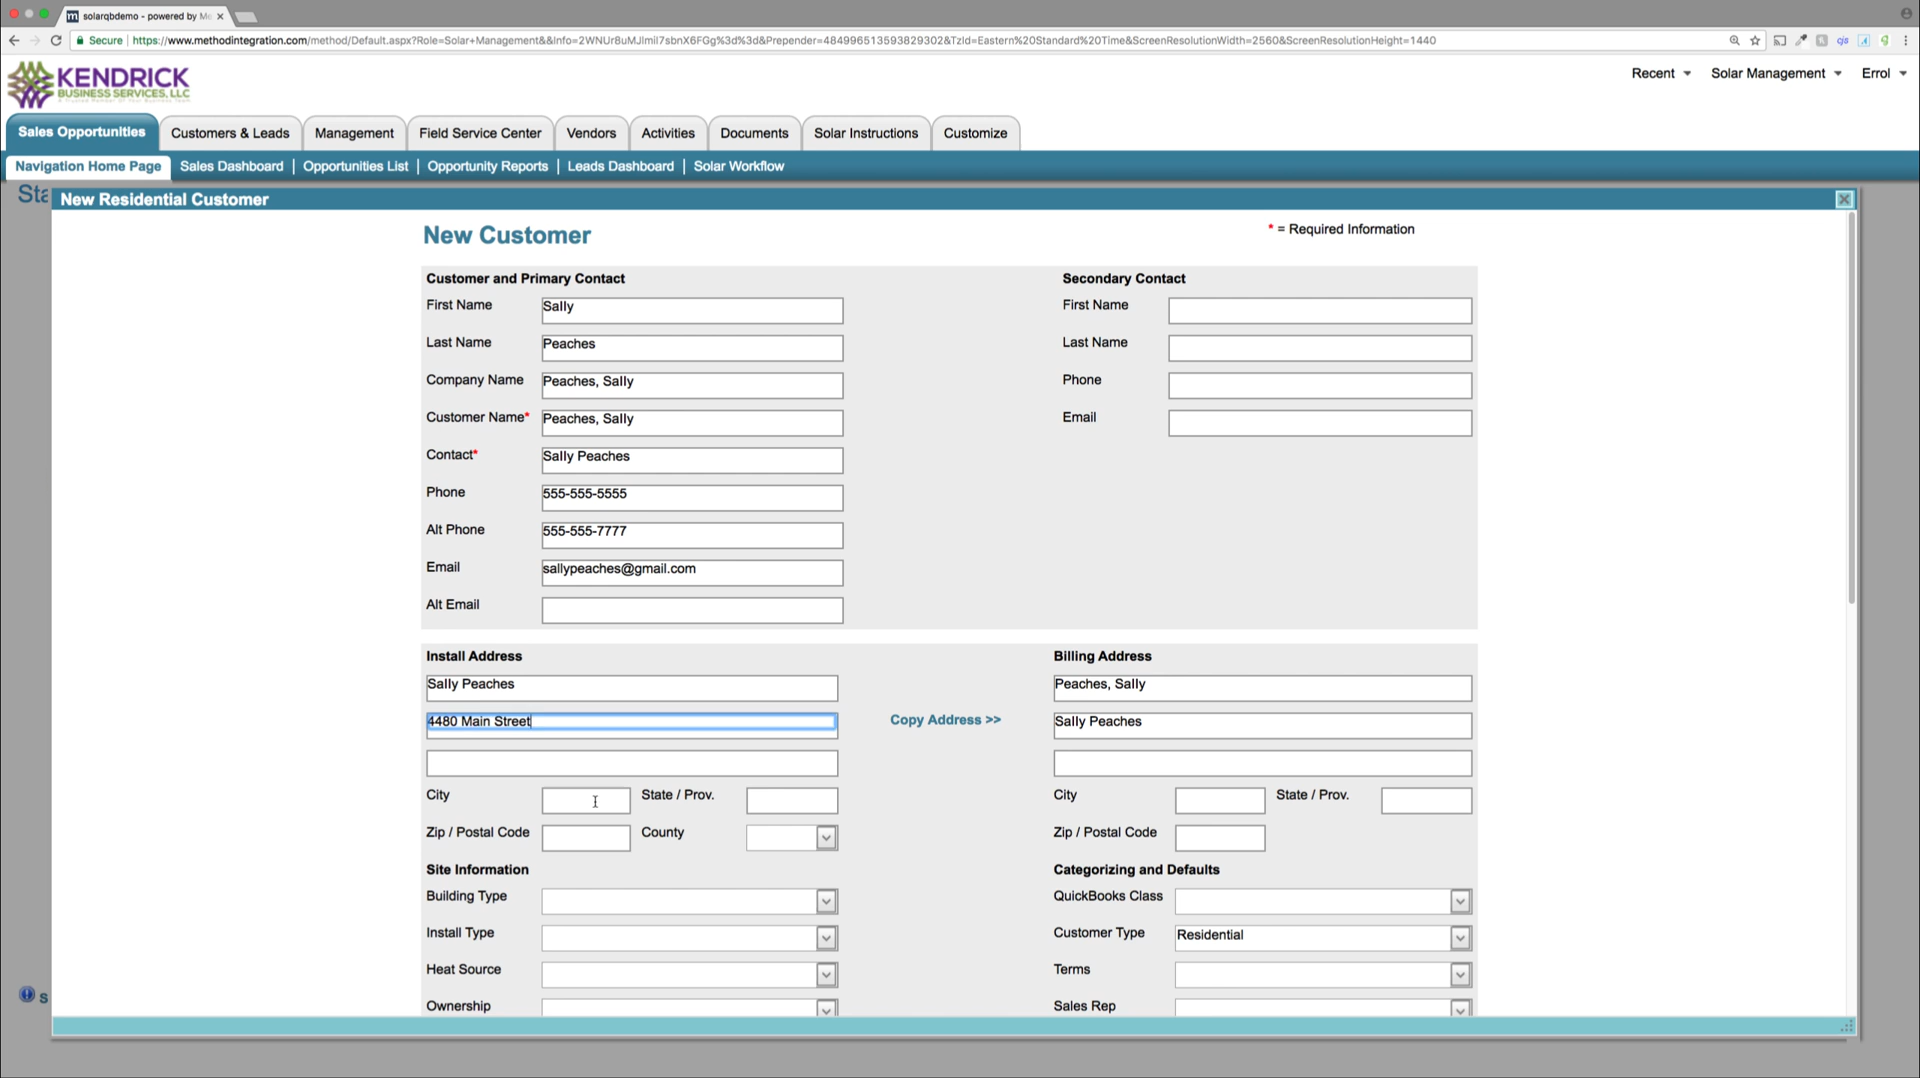 solarqbdemo - powered by Me
Secure | https://www.methodintegration.com/method/Default.aspx?Role=Solar+Management&&Info=2WNUr8uMJlmiI7sbnX6FGg%3d%3d&Prepender=4849965135938293​02&TzId=Eastern%20Standard%20Time&ScreenResolutionWidth=2560&ScreenResolutionHeight=1440
KENDRICK
BUSINESS SERVICES, LLC
Recent Solar Management Errol
Sales Opportunities Customers & Leads Management Field Service Center Vendors Activities Documents Solar Instructions Customize
Navigation Home Page Sales Dashboard | Opportunities List | Opportunity Reports | Leads Dashboard | Solar Workflow
Sta
New Residential Customer
New Customer
* = Required Information
Customer and Primary Contact Secondary Contact
First Name Sally First Name
Last Name Peaches Last Name
Company Name Peaches, Sally Phone
Customer Name* Peaches, Sally Email
Contact* Sally Peaches
Phone 555-555-5555
Alt Phone 555-555-7777
Email sallypeaches@gmail.com
Alt Email
Install Address Billing Address
Sally Peaches Peaches, Sally
4480 Main Street Copy Address >> Sally Peaches
City State / Prov. City State / Prov.
Zip / Postal Code County Zip / Postal Code
Site Information Categorizing and Defaults
Building Type QuickBooks Class
Install Type Customer Type Residential
Heat Source Terms
Ownership Sales Rep
S